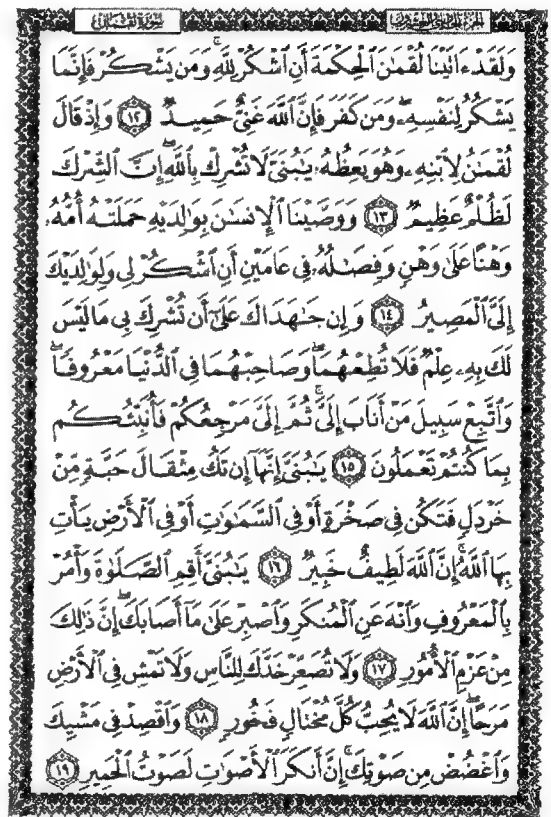 سُورَةُ لُقْمَانَ
وَلَقَدْ ءَاتَيْنَا لُقْمَٰنَ ٱلْحِكْمَةَ أَنِ ٱشْكُرْ لِلَّهِ ۚ وَمَن يَشْكُرْ فَإِنَّمَا
يَشْكُرُ لِنَفْسِهِۦ ۖ وَمَن كَفَرَ فَإِنَّ ٱللَّهَ غَنِىٌّ حَمِيدٌ ١٢ وَإِذْ قَالَ
لُقْمَٰنُ لِٱبْنِهِۦ وَهُوَ يَعِظُهُۥ يَٰبُنَىَّ لَا تُشْرِكْ بِٱللَّهِ ۖ إِنَّ ٱلشِّرْكَ
لَظُلْمٌ عَظِيمٌ ١٣ وَوَصَّيْنَا ٱلْإِنسَٰنَ بِوَٰلِدَيْهِ حَمَلَتْهُ أُمُّهُۥ
وَهْنًا عَلَىٰ وَهْنٍ وَفِصَٰلُهُۥ فِى عَامَيْنِ أَنِ ٱشْكُرْ لِى وَلِوَٰلِدَيْكَ
إِلَىَّ ٱلْمَصِيرُ ١٤ وَإِن جَٰهَدَاكَ عَلَىٰٓ أَن تُشْرِكَ بِى مَا لَيْسَ
لَكَ بِهِۦ عِلْمٌ فَلَا تُطِعْهُمَا ۖ وَصَاحِبْهُمَا فِى ٱلدُّنْيَا مَعْرُوفًا ۖ
وَٱتَّبِعْ سَبِيلَ مَنْ أَنَابَ إِلَىَّ ۚ ثُمَّ إِلَىَّ مَرْجِعُكُمْ فَأُنَبِّئُكُم
بِمَا كُنتُمْ تَعْمَلُونَ ١٥ يَٰبُنَىَّ إِنَّهَآ إِن تَكُ مِثْقَالَ حَبَّةٍ مِّنْ
خَرْدَلٍ فَتَكُن فِى صَخْرَةٍ أَوْ فِى ٱلسَّمَٰوَٰتِ أَوْ فِى ٱلْأَرْضِ يَأْتِ
بِهَا ٱللَّهُ ۚ إِنَّ ٱللَّهَ لَطِيفٌ خَبِيرٌ ١٦ يَٰبُنَىَّ أَقِمِ ٱلصَّلَوٰةَ وَأْمُرْ
بِٱلْمَعْرُوفِ وَٱنْهَ عَنِ ٱلْمُنكَرِ وَٱصْبِرْ عَلَىٰ مَآ أَصَابَكَ ۖ إِنَّ ذَٰلِكَ
مِنْ عَزْمِ ٱلْأُمُورِ ١٧ وَلَا تُصَعِّرْ خَدَّكَ لِلنَّاسِ وَلَا تَمْشِ فِى ٱلْأَرْضِ
مَرَحًا ۖ إِنَّ ٱللَّهَ لَا يُحِبُّ كُلَّ مُخْتَالٍ فَخُورٍ ١٨ وَٱقْصِدْ فِى مَشْيِكَ
وَٱغْضُضْ مِن صَوْتِكَ ۚ إِنَّ أَنكَرَ ٱلْأَصْوَٰتِ لَصَوْتُ ٱلْحَمِيرِ ١٩